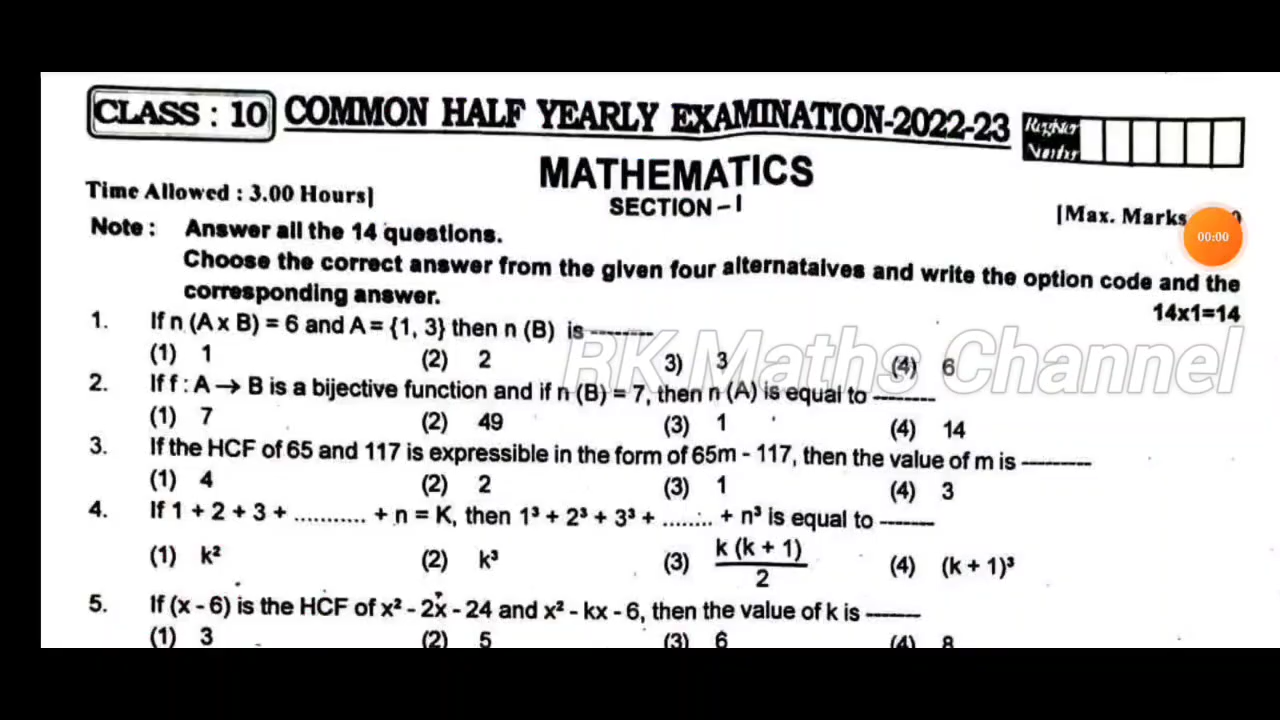 CLASS : 10 COMMON HALF YEARLY EXAMINATION-2022-23 Register Number
MATHEMATICS
Time Allowed : 3.00 Hours]
SECTION - I
[Max. Marks
00:00
Note : Answer all the 14 questions.
Choose the correct answer from the given four alternataives and write the option code and the
corresponding answer.
14x1=14
1. If n (A x B) = 6 and A = {1, 3} then n (B) is --------
(1) 1 (2) 2 3) 3 (4) 6
RK Maths Channel
2. If f : A → B is a bijective function and if n (B) = 7, then n (A) is equal to --------
(1) 7 (2) 49 (3) 1 (4) 14
3. If the HCF of 65 and 117 is expressible in the form of 65m - 117, then the value of m is ---------
(1) 4 (2) 2 (3) 1 (4) 3
4. If 1 + 2 + 3 + ........... + n = K, then 1³ + 2³ + 3³ + ........ + n³ is equal to -------
(1) k² (2) k³ (3) k (k + 1) / 2 (4) (k + 1)³
5. If (x - 6) is the HCF of x² - 2x - 24 and x² - kx - 6, then the value of k is -------
(1) 3 (2) 5 (3) 6 (4) 8